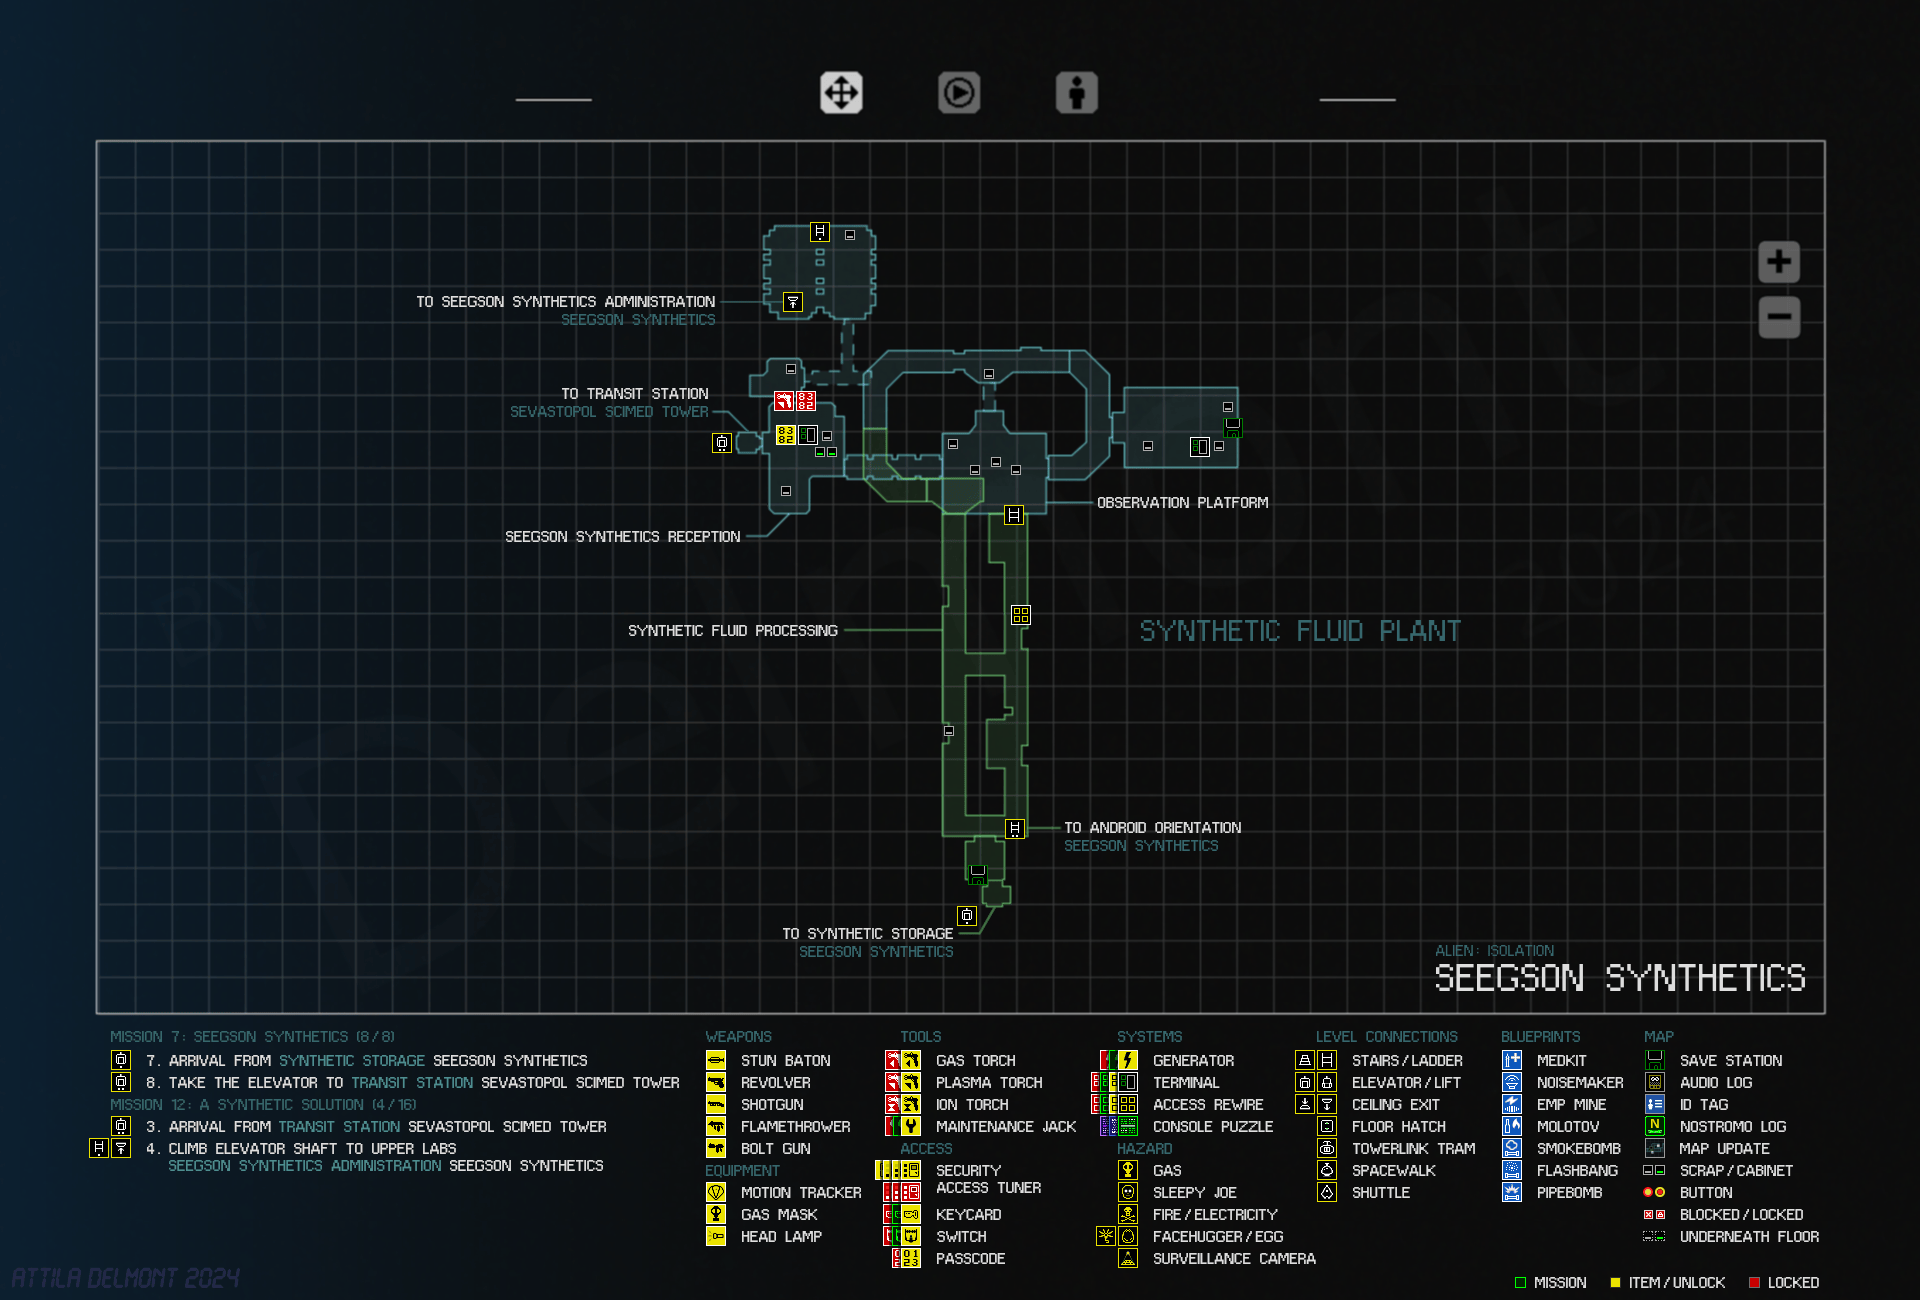 TO SEEGSON SYNTHETICS ADMINISTRATION
SEEGSON SYNTHETICS
TO TRANSIT STATION
SEVASTOPOL SCIMED TOWER
83
82
83
82
OBSERVATION PLATFORM
SEEGSON SYNTHETICS RECEPTION
SYNTHETIC FLUID PROCESSING
SYNTHETIC FLUID PLANT
TO ANDROID ORIENTATION
SEEGSON SYNTHETICS
TO SYNTHETIC STORAGE
SEEGSON SYNTHETICS
BY Delmont 2024
ALIEN: ISOLATION
SEEGSON SYNTHETICS
MISSION 7: SEEGSON SYNTHETICS (8/8)
7. ARRIVAL FROM SYNTHETIC STORAGE SEEGSON SYNTHETICS
8. TAKE THE ELEVATOR TO TRANSIT STATION SEVASTOPOL SCIMED TOWER
MISSION 12: A SYNTHETIC SOLUTION (4/16)
3. ARRIVAL FROM TRANSIT STATION SEVASTOPOL SCIMED TOWER
4. CLIMB ELEVATOR SHAFT TO UPPER LABS
SEEGSON SYNTHETICS ADMINISTRATION SEEGSON SYNTHETICS
WEAPONS
STUN BATON
REVOLVER
SHOTGUN
FLAMETHROWER
BOLT GUN
EQUIPMENT
MOTION TRACKER
GAS MASK
HEAD LAMP
TOOLS
GAS TORCH
PLASMA TORCH
ION TORCH
MAINTENANCE JACK
ACCESS
SECURITY
ACCESS TUNER
KEYCARD
SWITCH
01
23
PASSCODE
SYSTEMS
GENERATOR
TERMINAL
ACCESS REWIRE
CONSOLE PUZZLE
HAZARD
GAS
SLEEPY JOE
FIRE/ELECTRICITY
FACEHUGGER/EGG
SURVEILLANCE CAMERA
LEVEL CONNECTIONS
STAIRS/LADDER
ELEVATOR/LIFT
CEILING EXIT
FLOOR HATCH
TOWERLINK TRAM
SPACEWALK
SHUTTLE
BLUEPRINTS
MEDKIT
NOISEMAKER
EMP MINE
MOLOTOV
SMOKEBOMB
FLASHBANG
PIPEBOMB
MAP
SAVE STATION
AUDIO LOG
ID TAG
N
NOSTROMO LOG
MAP UPDATE
SCRAP/CABINET
BUTTON
BLOCKED/LOCKED
UNDERNEATH FLOOR
MISSION
ITEM/UNLOCK
LOCKED
ATTILA DELMONT 2024